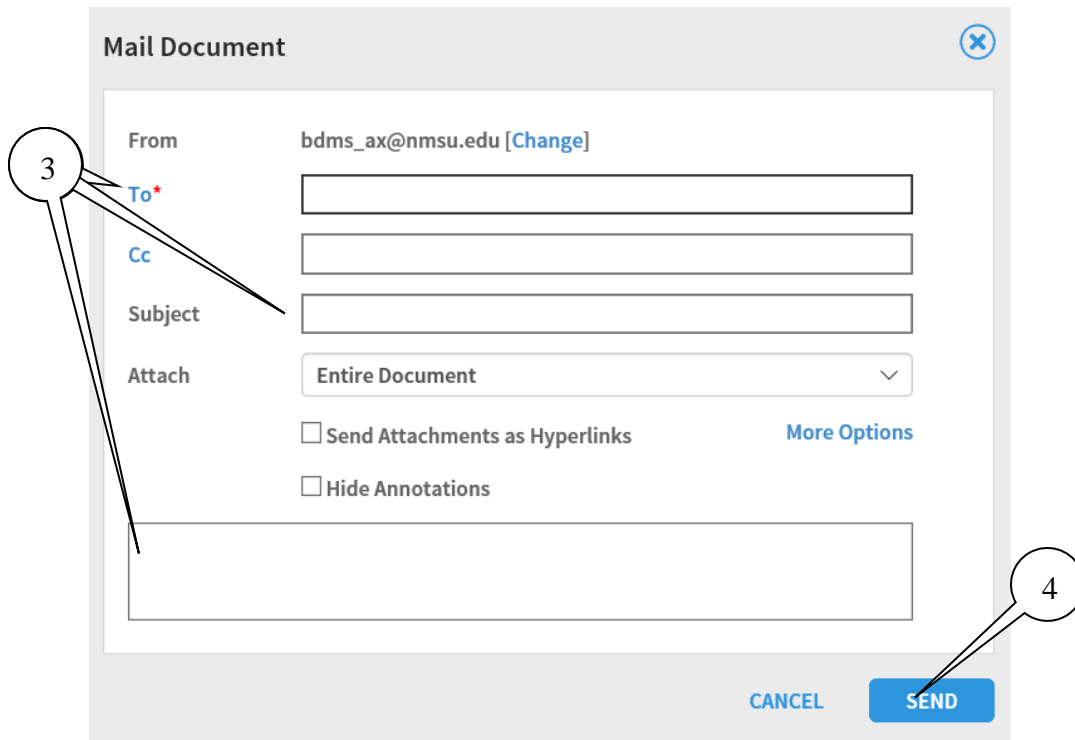 Mail Document
From bdms_ax@nmsu.edu [Change]
3
To*
Cc
Subject
Attach Entire Document
Send Attachments as Hyperlinks More Options
Hide Annotations
4
CANCEL SEND